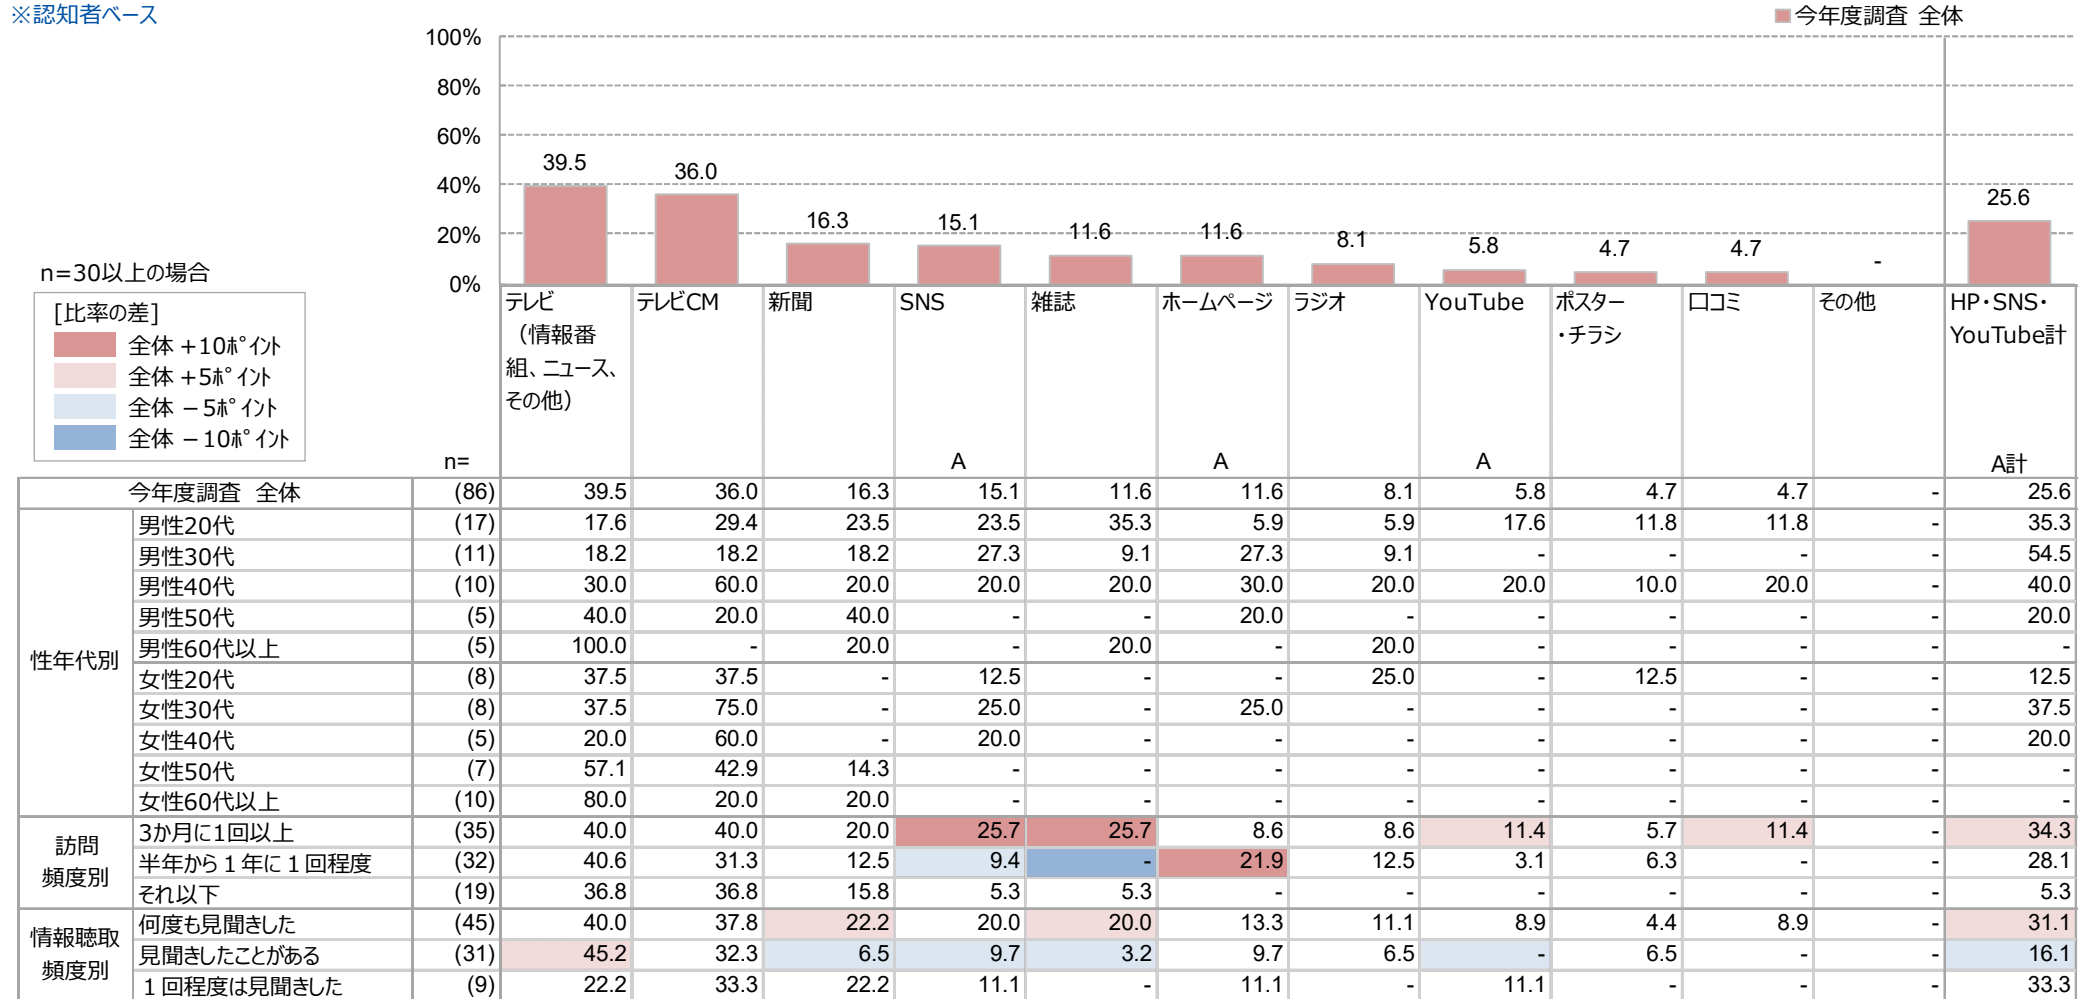 ※認知者ベース
今年度調査 全体
100%
80%
60%
40%
20%
0%
39.5
36.0
16.3
15.1
11.6
11.6
8.1
5.8
4.7
4.7
-
25.6
n=30以上の場合
[比率の差]
全体 +10ポイント
全体 +5ポイント
全体 -5ポイント
全体 -10ポイント
テレビ
（情報番
組、ニュース、
その他）
テレビCM
新聞
SNS
雑誌
ホームページ
ラジオ
YouTube
ポスター
・チラシ
口コミ
その他
HP・SNS・
YouTube計
n= A A A A計
今年度調査 全体 (86) 39.5 36.0 16.3 15.1 11.6 11.6 8.1 5.8 4.7 4.7 - 25.6
性年代別
男性20代 (17) 17.6 29.4 23.5 23.5 35.3 5.9 5.9 17.6 11.8 11.8 - 35.3
男性30代 (11) 18.2 18.2 18.2 27.3 9.1 27.3 9.1 - - - - 54.5
男性40代 (10) 30.0 60.0 20.0 20.0 20.0 30.0 20.0 20.0 10.0 20.0 - 40.0
男性50代 (5) 40.0 20.0 40.0 - - 20.0 - - - - - 20.0
男性60代以上 (5) 100.0 - 20.0 - 20.0 - 20.0 - - - - -
女性20代 (8) 37.5 37.5 - 12.5 - - 25.0 - 12.5 - - 12.5
女性30代 (8) 37.5 75.0 - 25.0 - 25.0 - - - - - 37.5
女性40代 (5) 20.0 60.0 - 20.0 - - - - - - - 20.0
女性50代 (7) 57.1 42.9 14.3 - - - - - - - - -
女性60代以上 (10) 80.0 20.0 20.0 - - - - - - - - -
訪問
頻度別
3か月に1回以上 (35) 40.0 40.0 20.0 25.7 25.7 8.6 8.6 11.4 5.7 11.4 - 34.3
半年から１年に１回程度 (32) 40.6 31.3 12.5 9.4 - 21.9 12.5 3.1 6.3 - - 28.1
それ以下 (19) 36.8 36.8 15.8 5.3 5.3 - - - - - - 5.3
情報聴取
頻度別
何度も見聞きした (45) 40.0 37.8 22.2 20.0 20.0 13.3 11.1 8.9 4.4 8.9 - 31.1
見聞きしたことがある (31) 45.2 32.3 6.5 9.7 3.2 9.7 6.5 - 6.5 - - 16.1
１回程度は見聞きした (9) 22.2 33.3 22.2 11.1 - 11.1 - 11.1 - - - 33.3